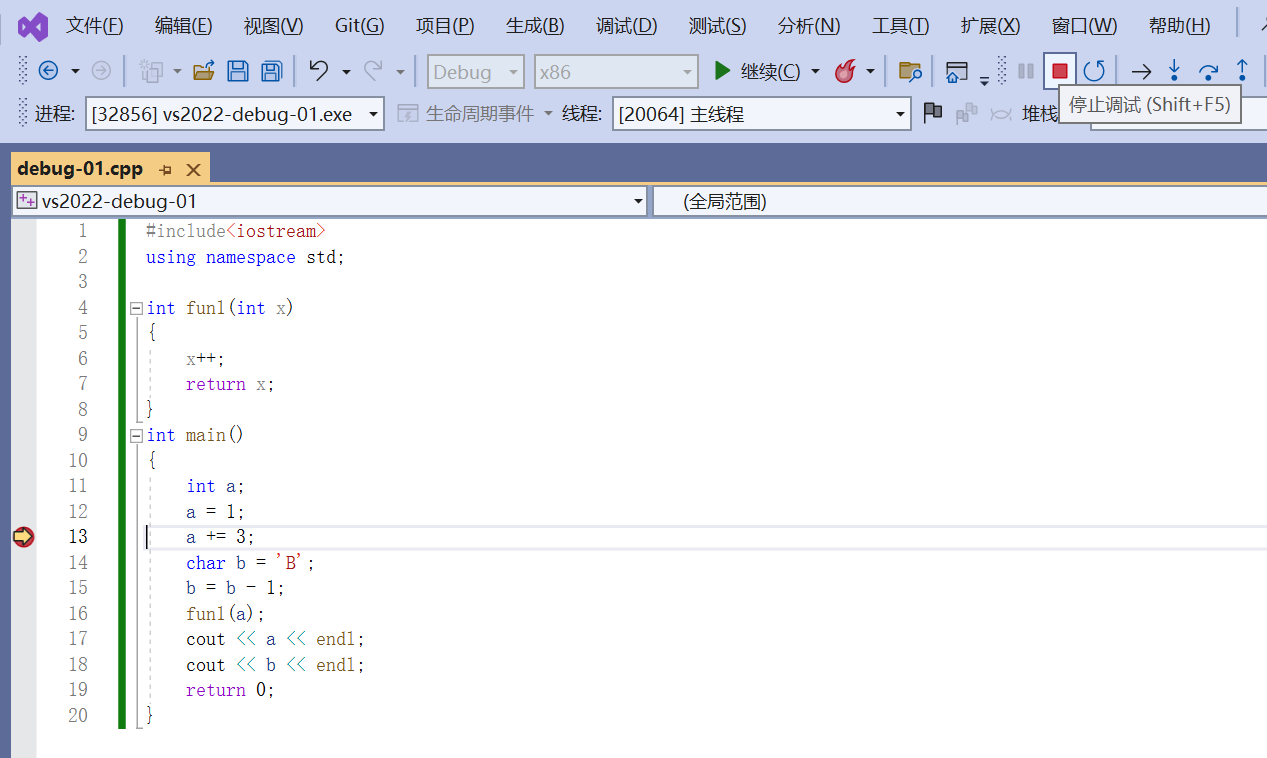 文件(F) 编辑(E) 视图(V) Git(G) 项目(P) 生成(B) 调试(D) 测试(S) 分析(N) 工具(T) 扩展(X) 窗口(W) 帮助(H)
Debug x86 继续(C)
进程: [32856] vs2022-debug-01.exe 生命周期事件 线程: [20064] 主线程 堆栈
停止调试 (Shift+F5)
debug-01.cpp
vs2022-debug-01 (全局范围)
1 #include<iostream>
2 using namespace std;
3
4 int fun1(int x)
5 {
6 x++;
7 return x;
8 }
9 int main()
10 {
11 int a;
12 a = 1;
13 a += 3;
14 char b = 'B';
15 b = b - 1;
16 fun1(a);
17 cout << a << endl;
18 cout << b << endl;
19 return 0;
20 }